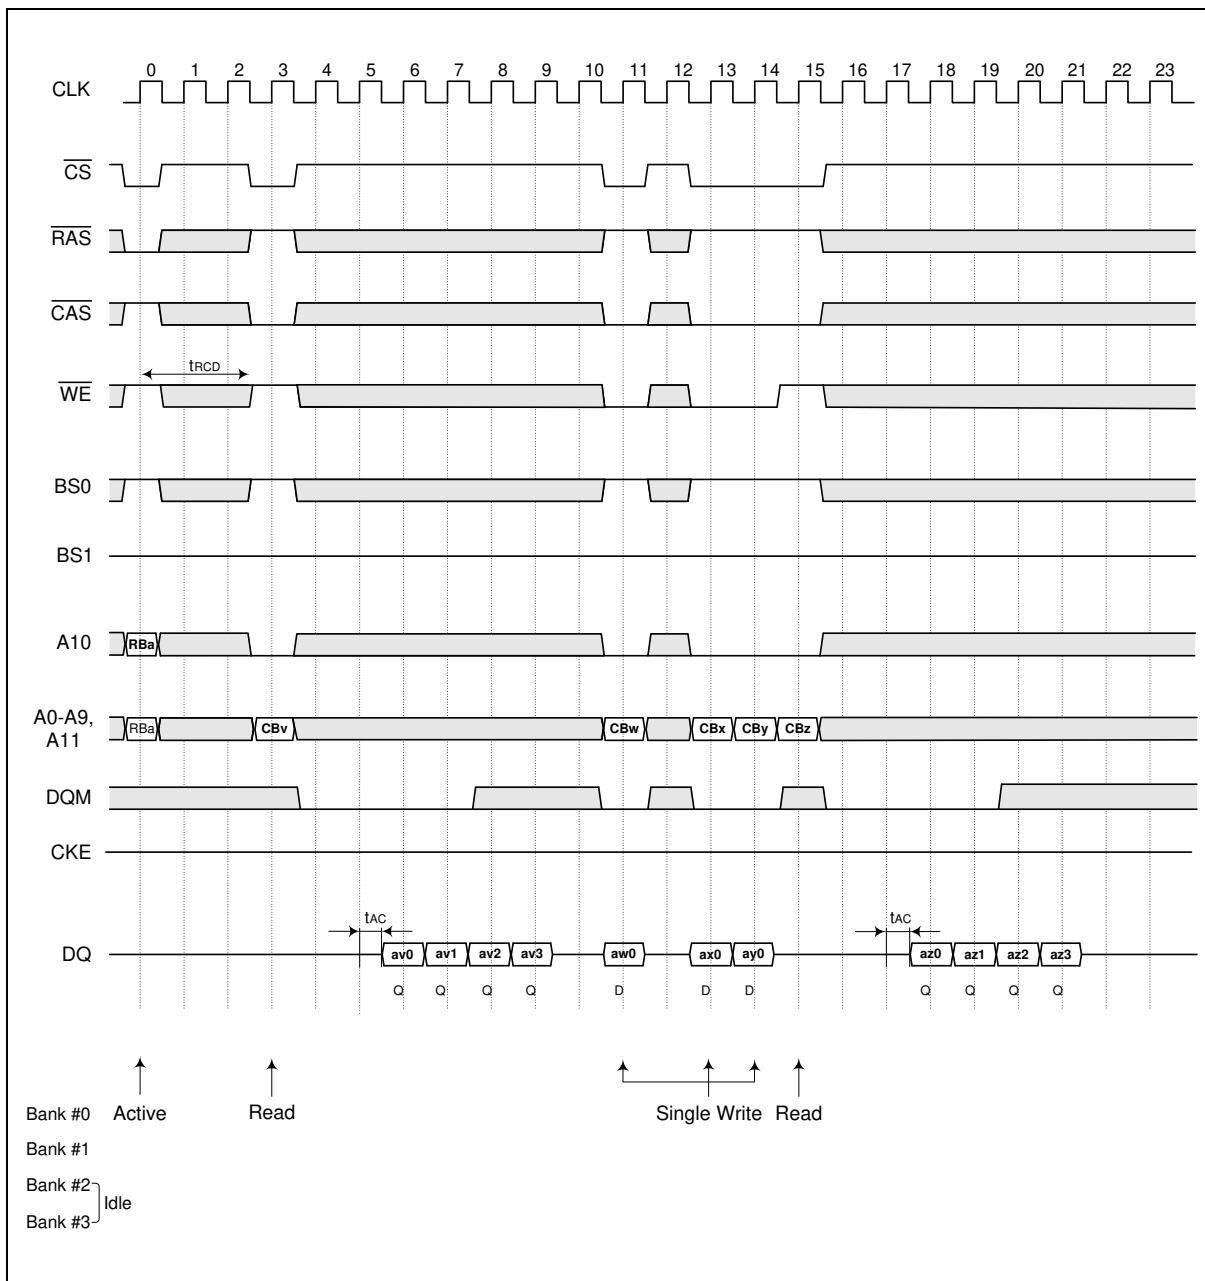 0 1 2 3 4 5 6 7 8 9 10 11 12 13 14 15 16 17 18 19 20 21 22 23
CLK
CS
RAS
CAS
tRCD
WE
BS0
BS1
A10 RBa
A0-A9,
A11
RBa CBv CBw CBx CBy CBz
DQM
CKE
tAC tAC
DQ av0 av1 av2 av3 aw0 ax0 ay0 az0 az1 az2 az3
Q Q Q Q D D D Q Q Q Q
Bank #0 Active Read Single Write Read
Bank #1
Bank #2
Idle
Bank #3